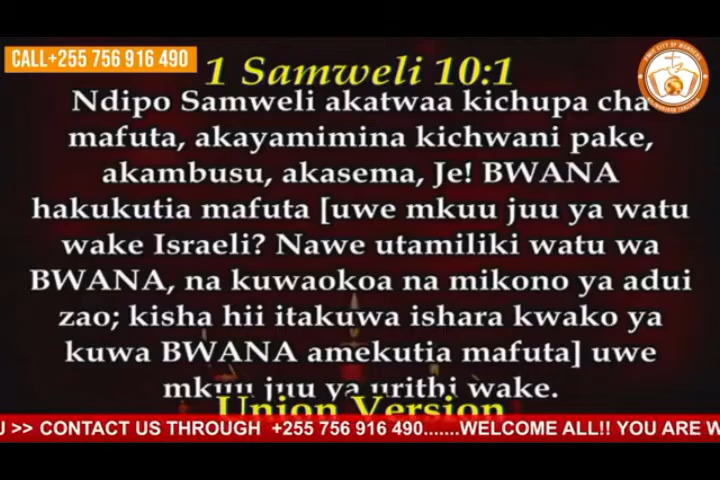 CALL+255 756 916 490
1 Samweli 10:1
Ndipo Samweli akatwaa kichupa cha
mafuta, akayamimina kichwani pake,
akambusu, akasema, Je! BWANA
hakukutia mafuta [uwe mkuu juu ya watu
wake Israeli? Nawe utamiliki watu wa
BWANA, na kuwaokoa na mikono ya adui
zao; kisha hii itakuwa ishara kwako ya
kuwa BWANA amekutia mafuta] uwe
mkuu juu ya urithi wake.
Union Version
U >> CONTACT US THROUGH +255 756 916 490.......WELCOME ALL!! YOU ARE W